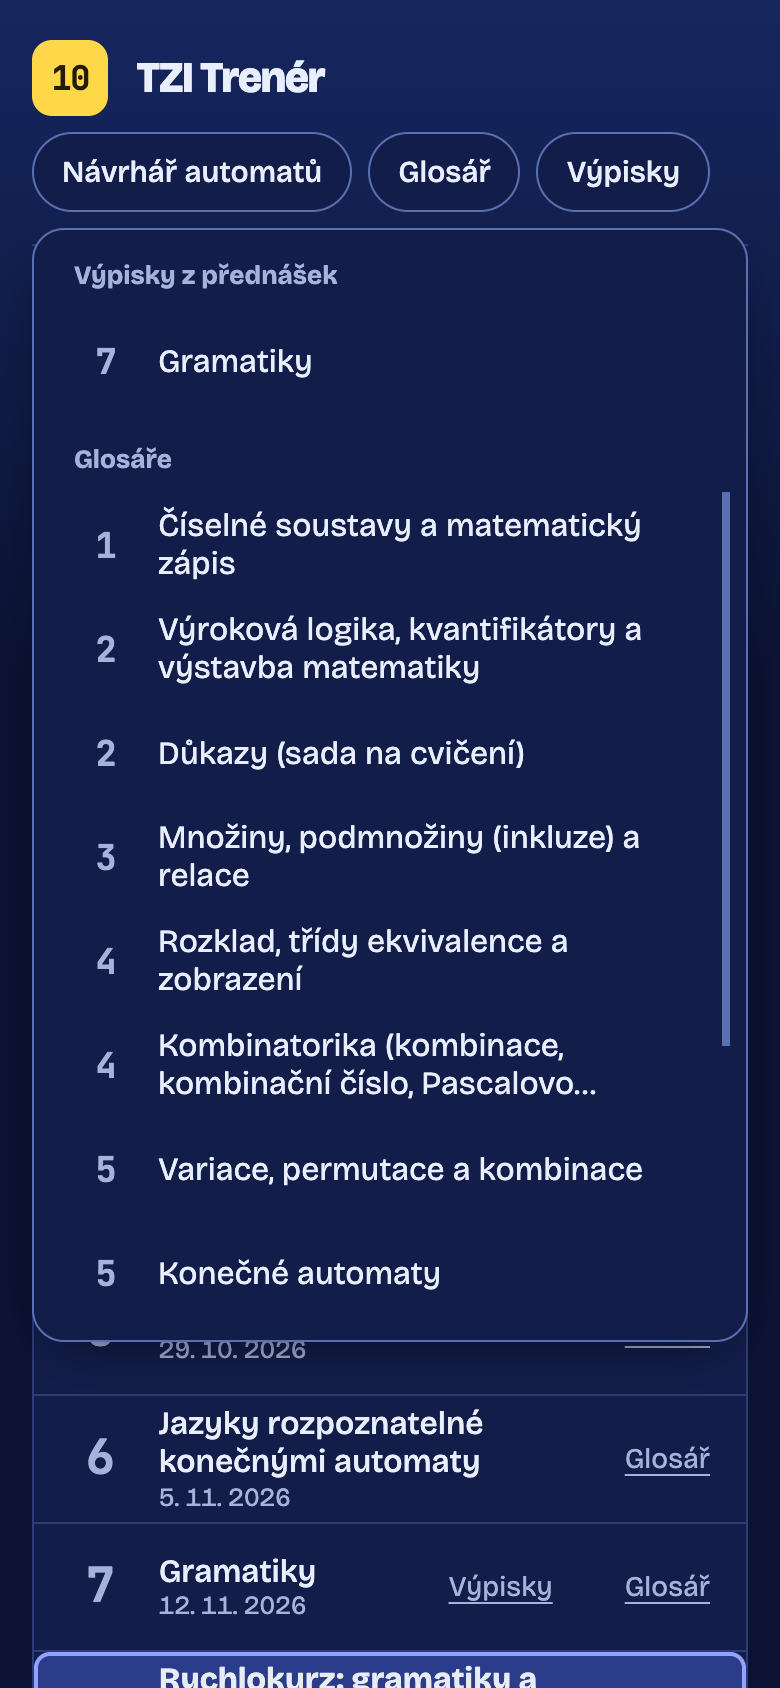 10
TZI Trenér
Návrhář automatů
Glosář
Výpisky
Výpisky z přednášek
7 Gramatiky
Glosáře
1 Číselné soustavy a matematický
zápis
2 Výroková logika, kvantifikátory a
výstavba matematiky
2 Důkazy (sada na cvičení)
3 Množiny, podmnožiny (inkluze) a
relace
4 Rozklad, třídy ekvivalence a
zobrazení
4 Kombinatorika (kombinace,
kombinační číslo, Pascalovo...
5 Variace, permutace a kombinace
5 Konečné automaty
29. 10. 2026
Jazyky rozpoznatelné
6 konečnými automaty Glosář
5. 11. 2026
7 Gramatiky Výpisky Glosář
12. 11. 2026
Rychlokurz: gramatiky a